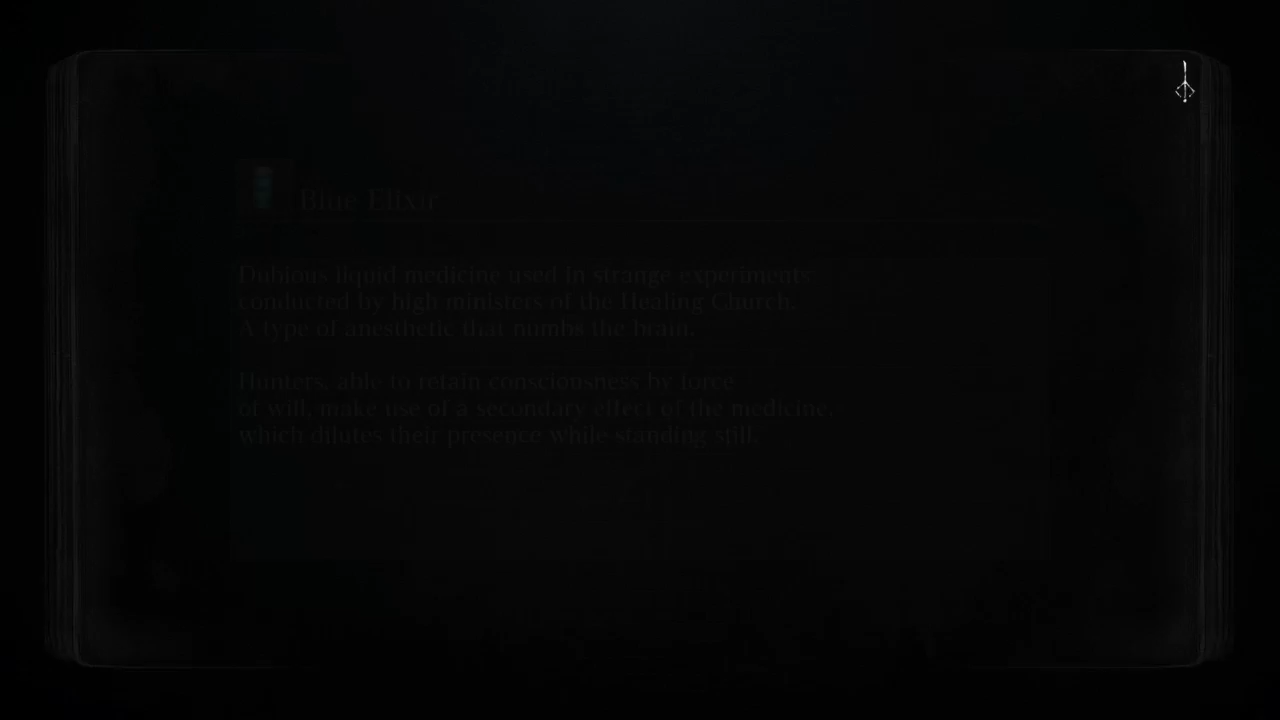 Blue Elixir
Dubious liquid medicine used in strange experiments
conducted by high ministers of the Healing Church.
A type of anesthetic that numbs the brain.
Hunters, able to retain consciousness by force
of will, make use of a secondary effect of the medicine,
which dilutes their presence while standing still.